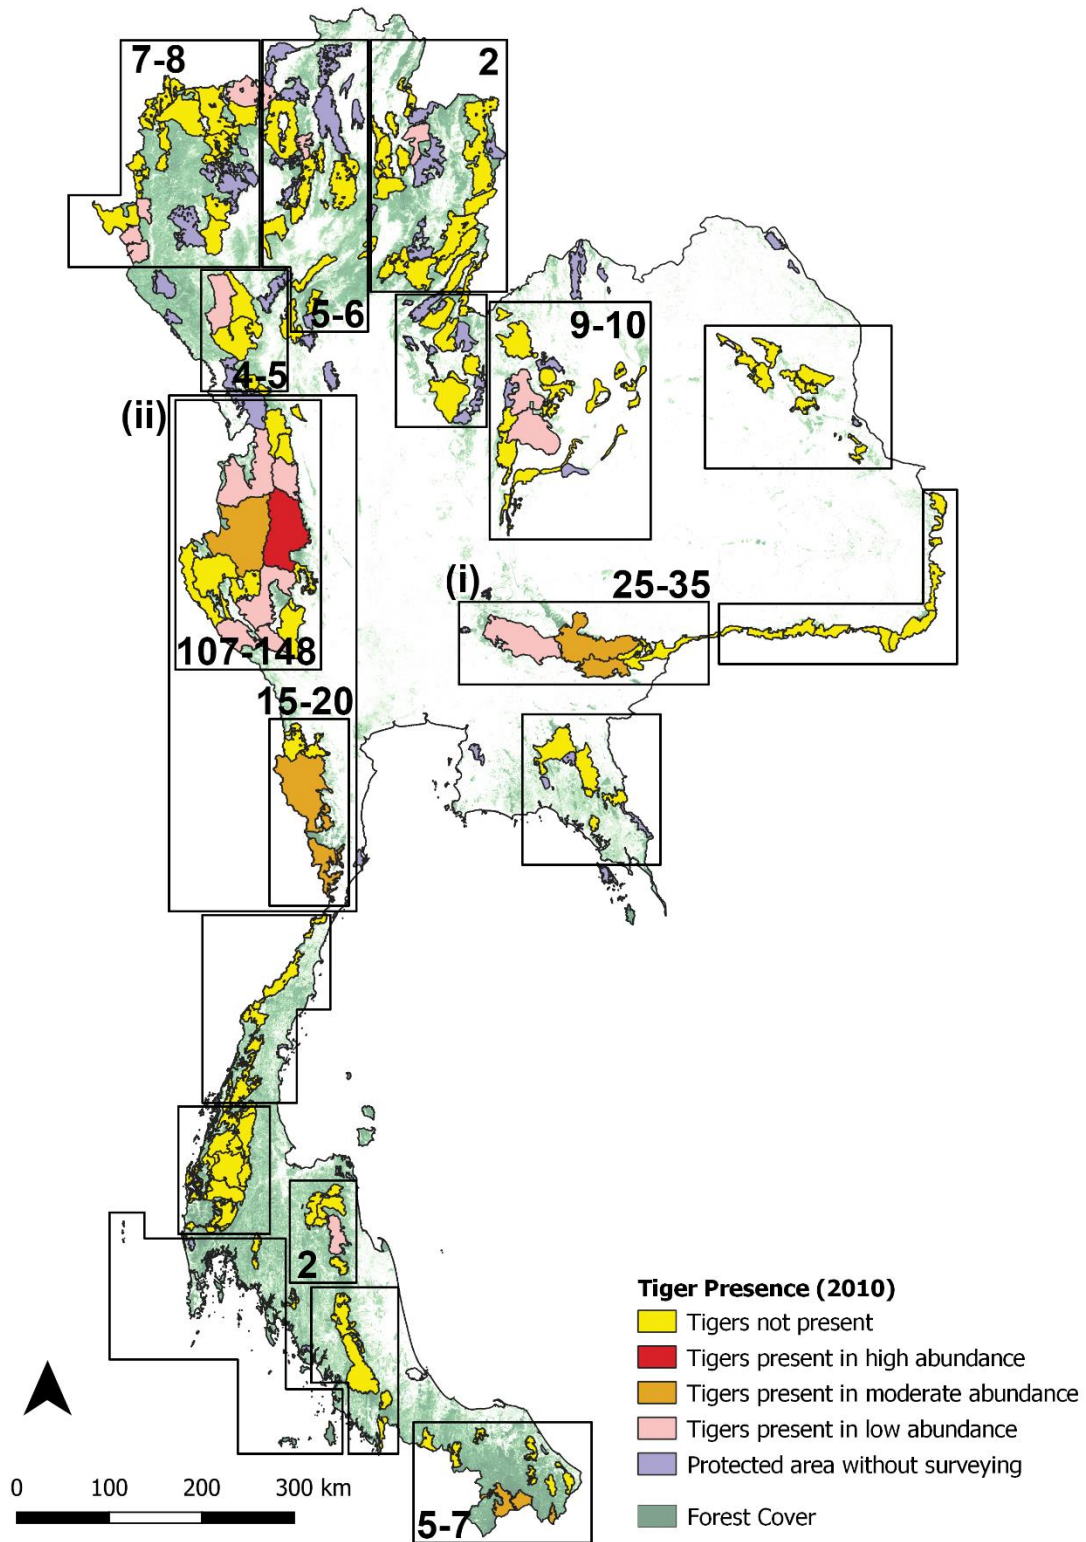 7-8
2
5-6
9-10
4-5
(ii)
(i)
25-35
107-148
15-20
2
5-7
Tiger Presence (2010)
Tigers not present
Tigers present in high abundance
Tigers present in moderate abundance
Tigers present in low abundance
Protected area without surveying
Forest Cover
0 100 200 300 km